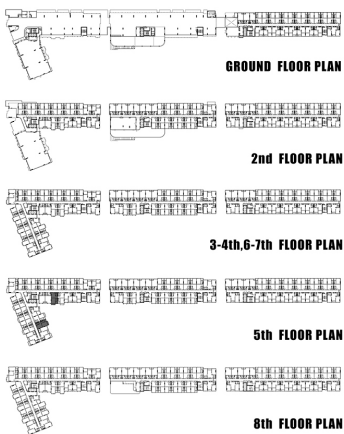 GROUND FLOOR PLAN
2nd FLOOR PLAN
3-4th,6-7th FLOOR PLAN
5th FLOOR PLAN
8th FLOOR PLAN